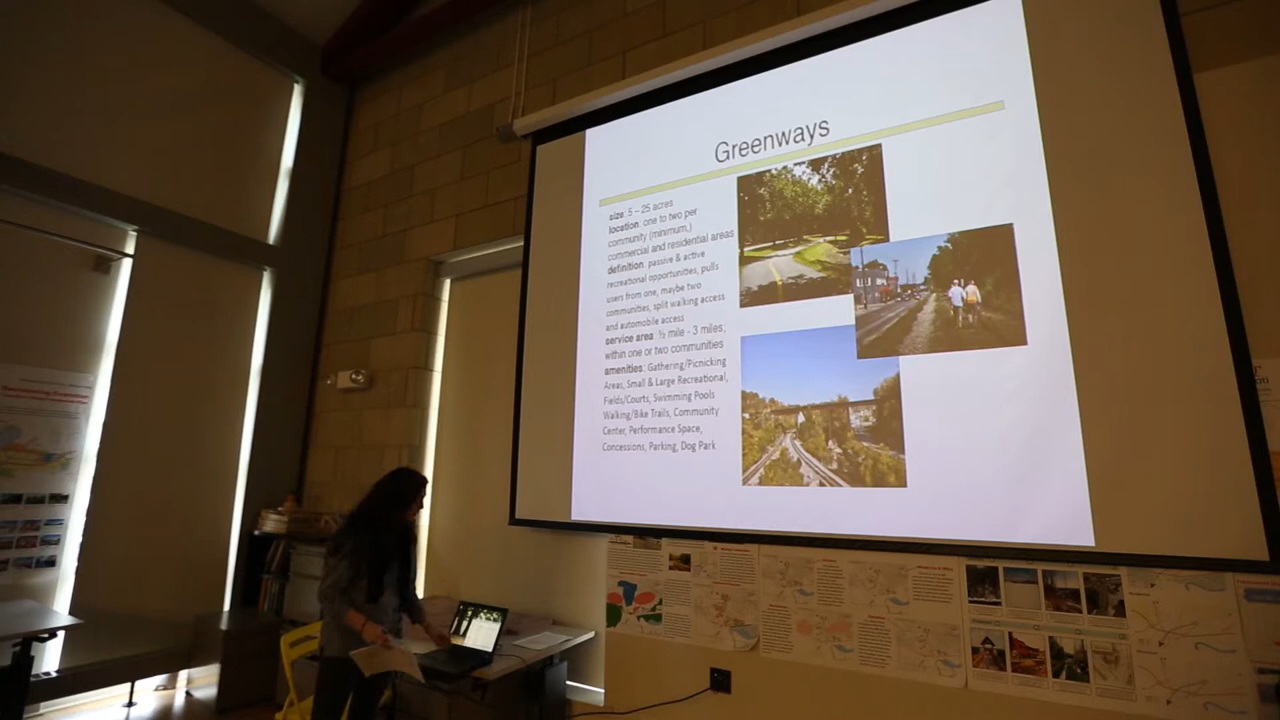 Greenways
size: 5 – 25 acres
location: one to two per
community (minimum,)
commercial and residential areas
definition: passive & active
recreational opportunities, pulls
users from one, maybe two
communities, split walking access
and automobile access
service area: ½ mile - 3 miles;
within one or two communities
amenities: Gathering/Picnicking
Areas, Small & Large Recreational,
Fields/Courts, Swimming Pools
Walking/Bike Trails, Community
Center, Performance Space,
Concessions, Parking, Dog Park